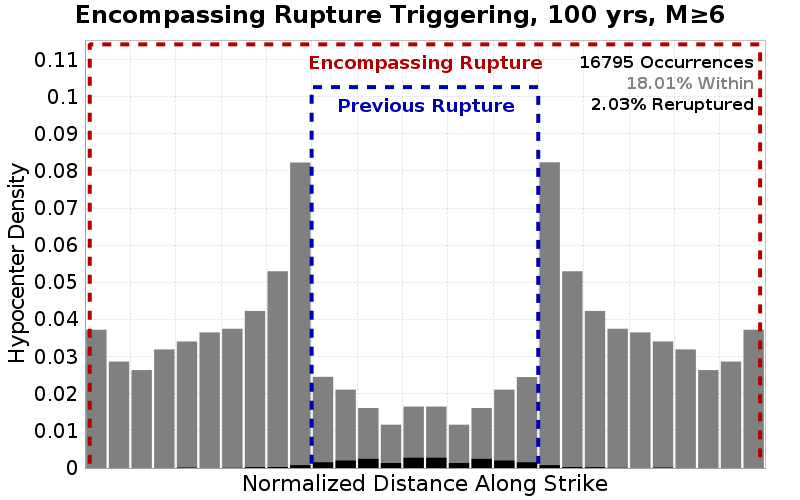 Encompassing Rupture Triggering, 100 yrs, M≥6
Encompassing Rupture
16795 Occurrences
18.01% Within
2.03% Reruptured
Previous Rupture
Hypocenter Density
0.11
0.1
0.09
0.08
0.07
0.06
0.05
0.04
0.03
0.02
0.01
0
Normalized Distance Along Strike